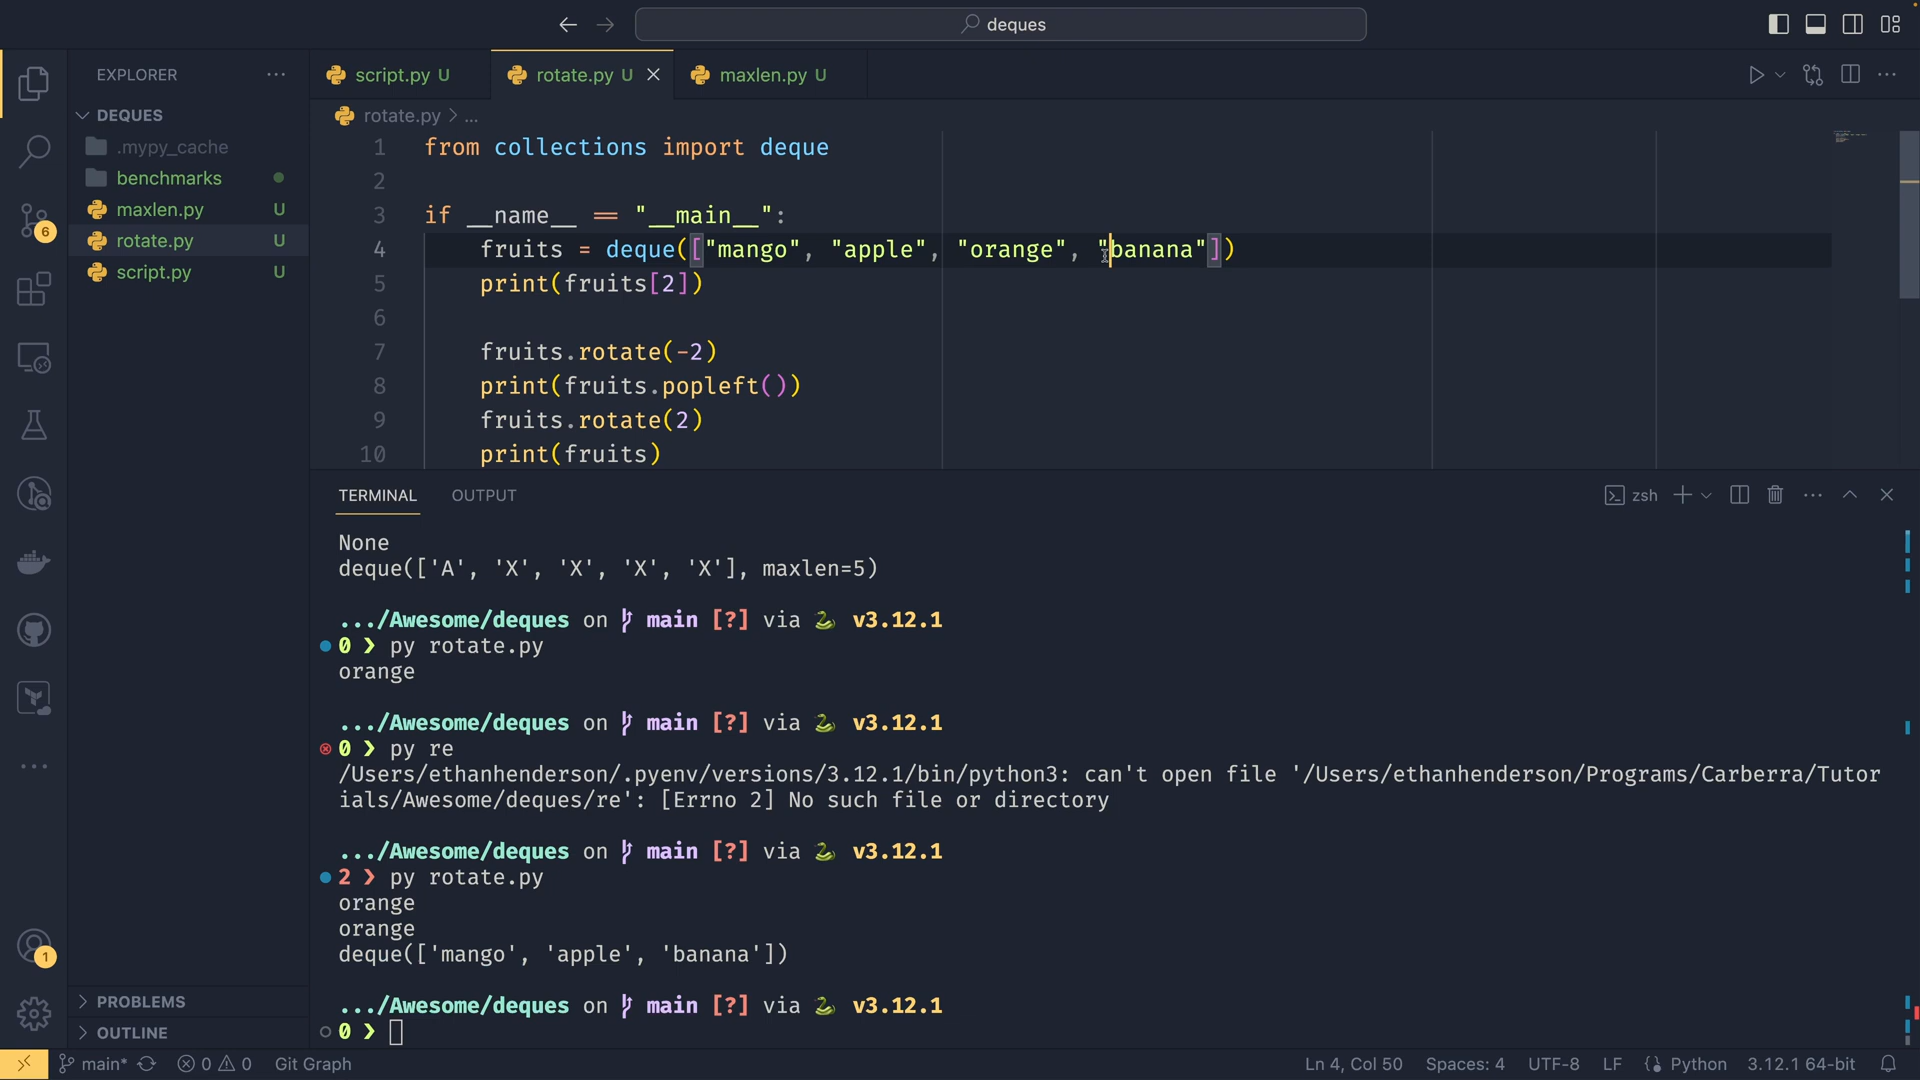 deques
EXPLORER
script.py U
rotate.py U
maxlen.py U
DEQUES
rotate.py > ...
.mypy_cache
benchmarks
maxlen.py U
rotate.py U
script.py U
6
1 from collections import deque
2
3 if __name__ == "__main__":
4 fruits = deque(["mango", "apple", "orange", "banana"])
5 print(fruits[2])
6
7 fruits.rotate(-2)
8 print(fruits.popleft())
9 fruits.rotate(2)
10 print(fruits)
TERMINAL OUTPUT
zsh
None
deque(['A', 'X', 'X', 'X', 'X'], maxlen=5)
.../Awesome/deques on main [?] via 🐍 v3.12.1
0 ❯ py rotate.py
orange
.../Awesome/deques on main [?] via 🐍 v3.12.1
0 ❯ py re
/Users/ethanhenderson/.pyenv/versions/3.12.1/bin/python3: can't open file '/Users/ethanhenderson/Programs/Carberra/Tutor
ials/Awesome/deques/re': [Errno 2] No such file or directory
.../Awesome/deques on main [?] via 🐍 v3.12.1
2 ❯ py rotate.py
orange
orange
deque(['mango', 'apple', 'banana'])
.../Awesome/deques on main [?] via 🐍 v3.12.1
0 ❯
1
PROBLEMS
OUTLINE
main* 0 0 Git Graph
Ln 4, Col 50 Spaces: 4 UTF-8 LF Python 3.12.1 64-bit